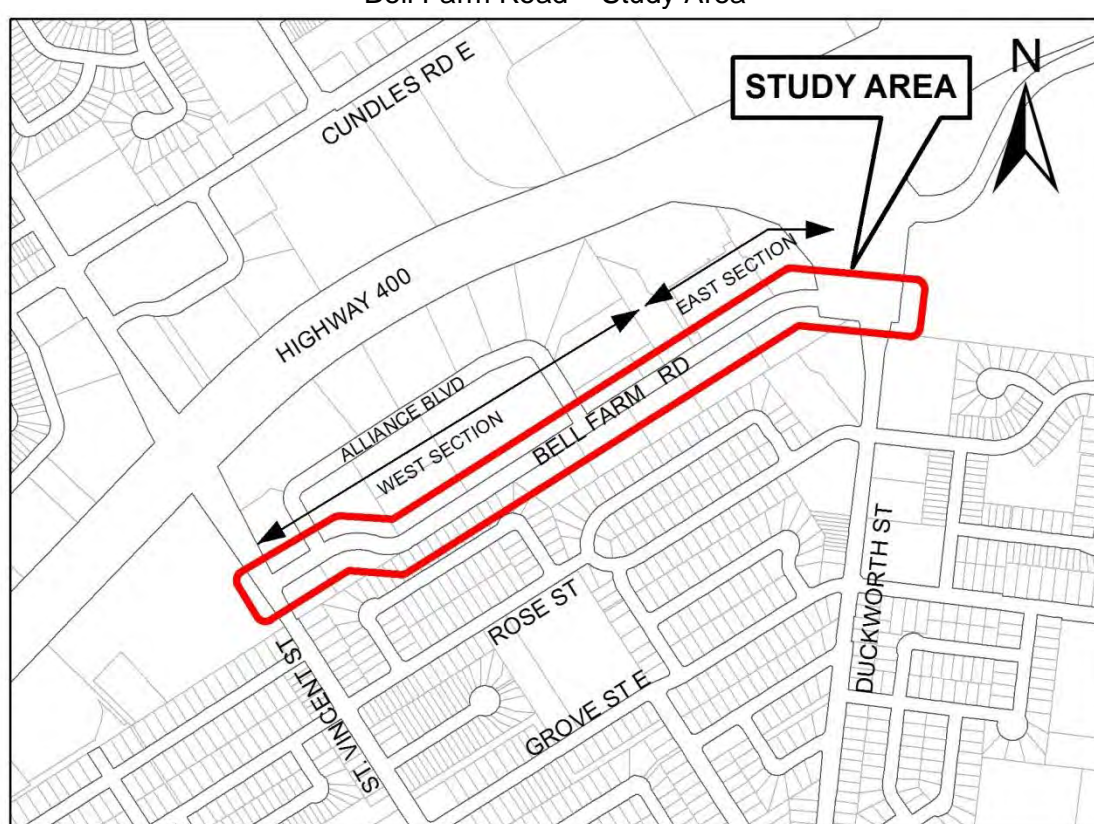 Bell Farm Road – Study Area
N
CUNDLES RD E
STUDY AREA
HIGHWAY 400
EAST SECTION
ALLIANCE BLVD
WEST SECTION
BELL FARM RD
ROSE ST
DUCKWORTH ST
ST. VINCENT ST
GROVE ST E